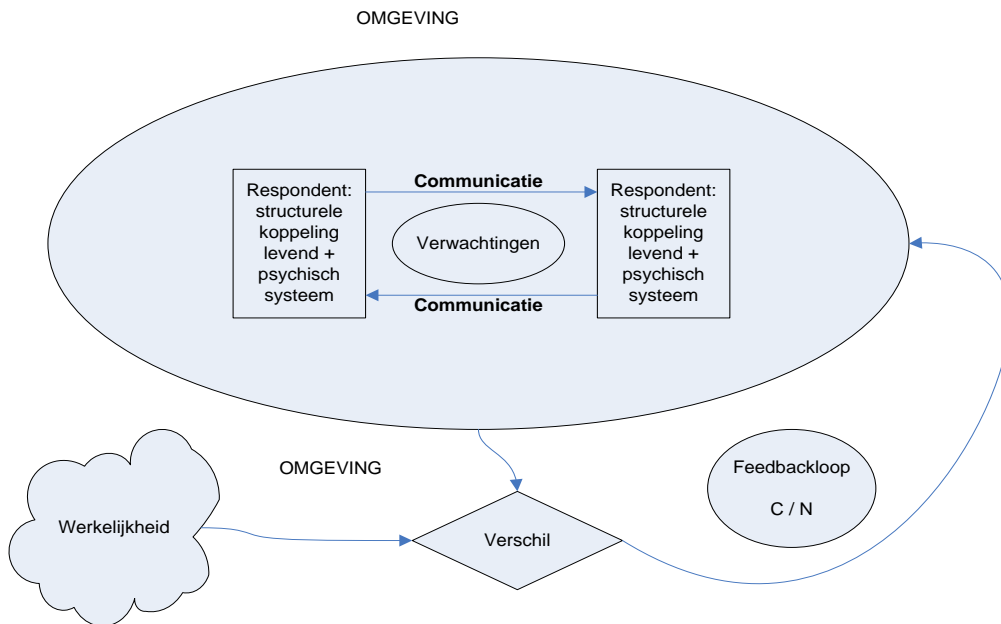 OMGEVING
Communicatie
Respondent:
structurele
koppeling
levend +
psychisch
systeem
Verwachtingen
Respondent:
structurele
koppeling
levend +
psychisch
systeem
Communicatie
OMGEVING
Feedbackloop
C / N
Werkelijkheid
Verschil